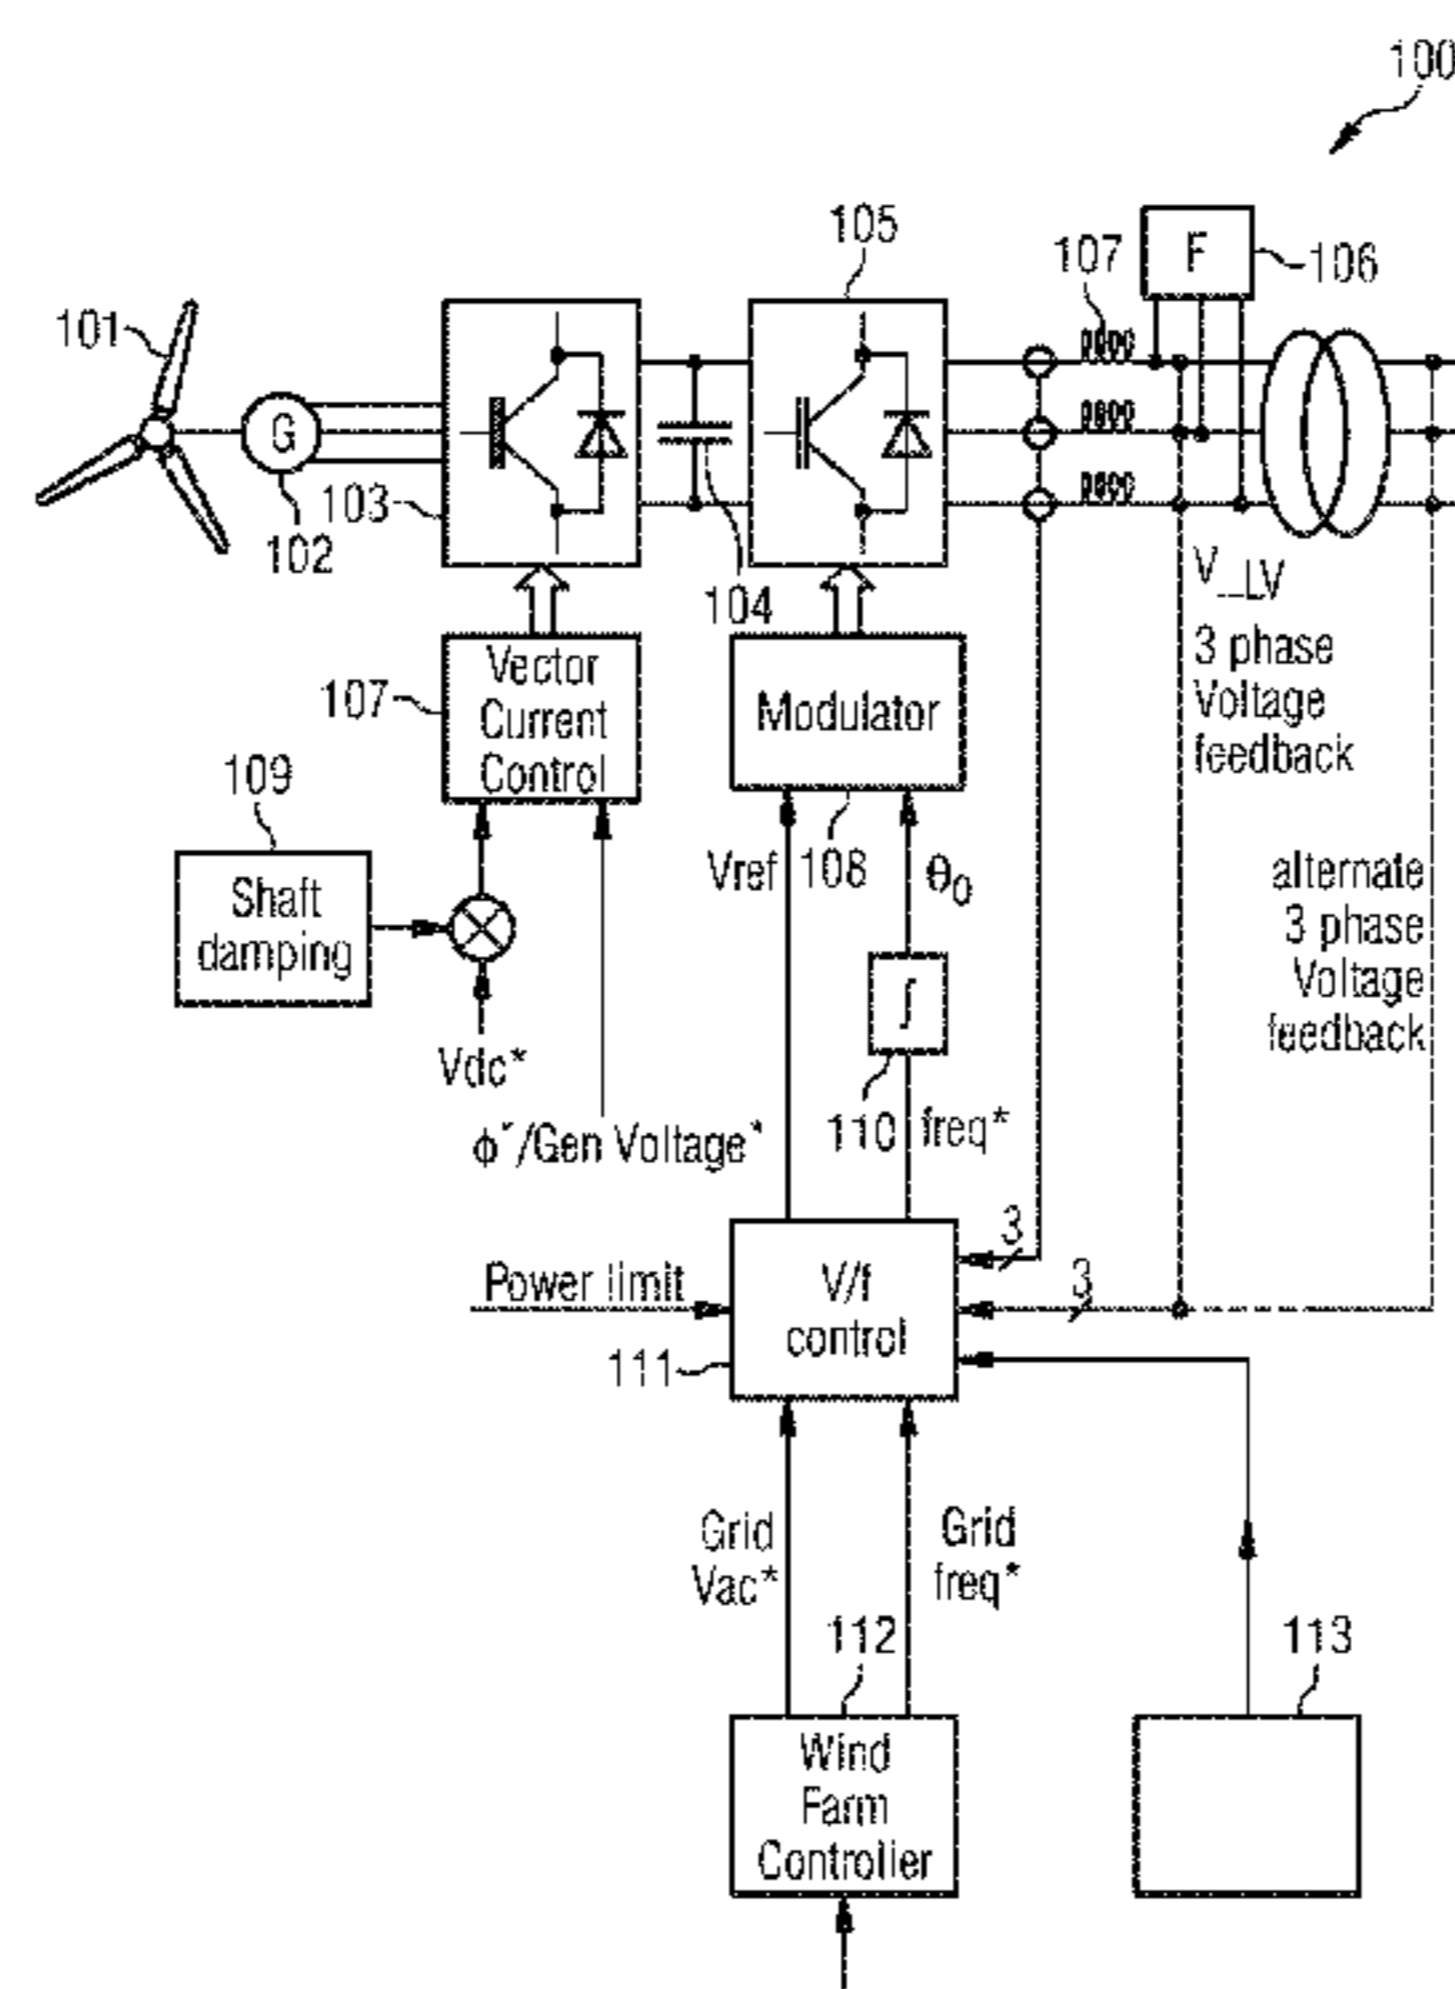 100
105
107
F
106
101
G
103
102
104
V_LV
3 phase
Voltage
feedback
Vector
Current
Control
107
Modulator
109
Vref
108
θ0
alternate
3 phase
Voltage
feedback
Shaft
damping
∫
Vdc*
110
freq*
ϕ*/Gen Voltage*
3
3
Power limit
V/f
control
111
Grid
Vac*
Grid
freq*
112
113
Wind
Farm
Controller